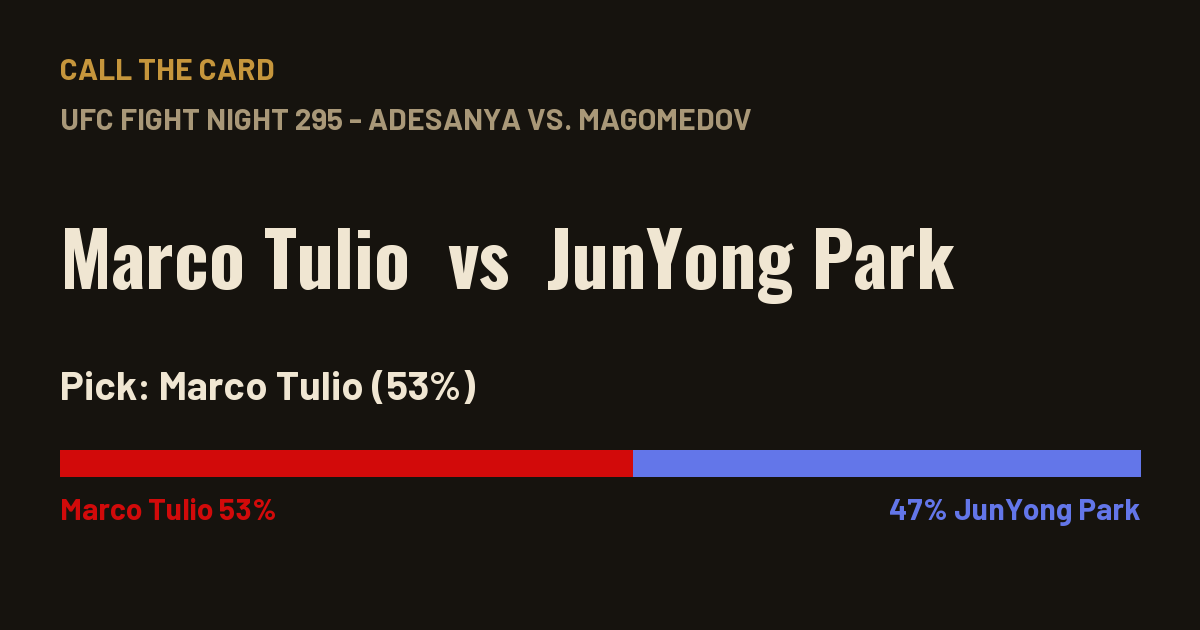 CALL THE CARD
UFC FIGHT NIGHT 295 - ADESANYA VS. MAGOMEDOV
Marco Tulio vs JunYong Park
Pick: Marco Tulio (53%)
Marco Tulio 53%
47% JunYong Park